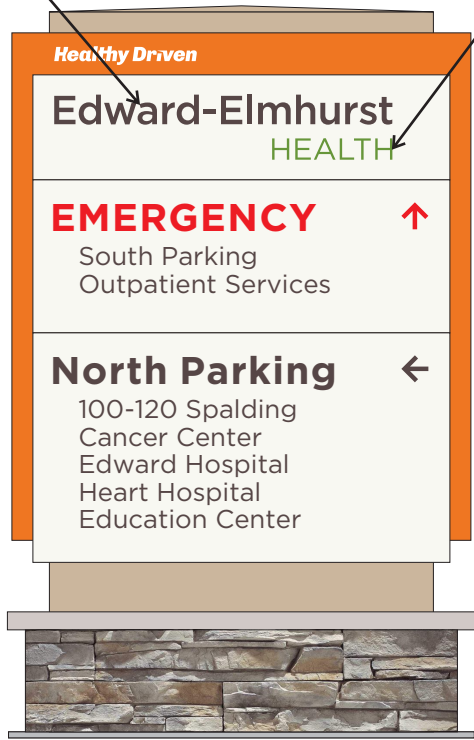 Healthy Driven
Edward-Elmhurst
HEALTH
EMERGENCY ↑
South Parking
Outpatient Services
North Parking ←
100-120 Spalding
Cancer Center
Edward Hospital
Heart Hospital
Education Center